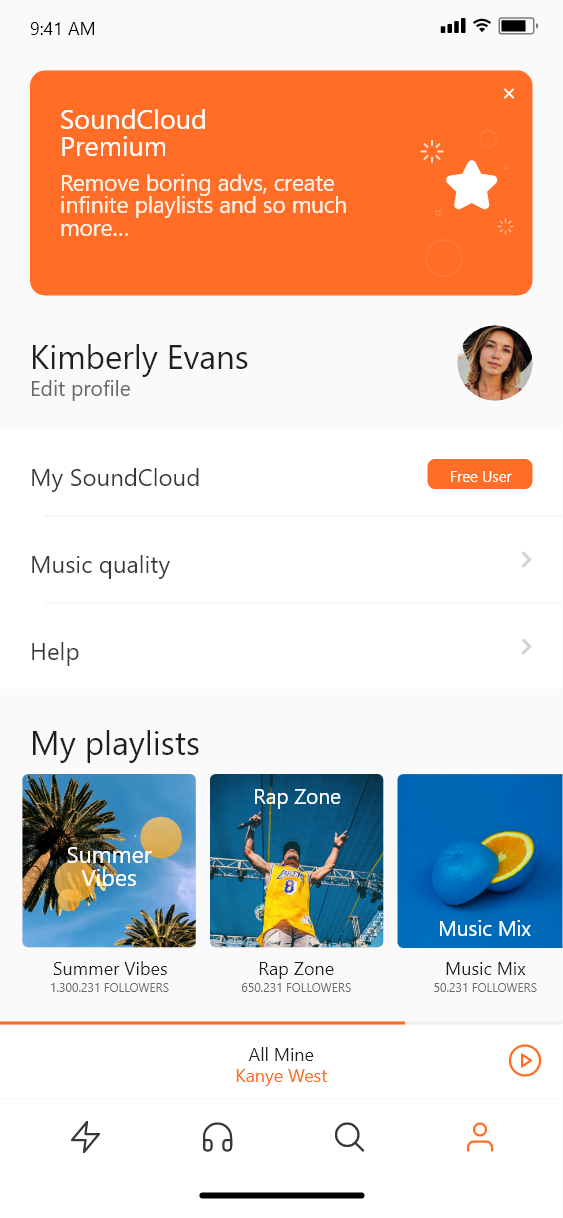 9:41 AM
SoundCloud
Premium
Remove boring advs, create
infinite playlists and so much
more...
Kimberly Evans
Edit profile
My SoundCloud
Free User
Music quality
Help
My playlists
Summer
Vibes
Rap Zone
8
Music Mix
Summer Vibes
1.300.231 FOLLOWERS
Rap Zone
650.231 FOLLOWERS
Music Mix
50.231 FOLLOWERS
All Mine
Kanye West